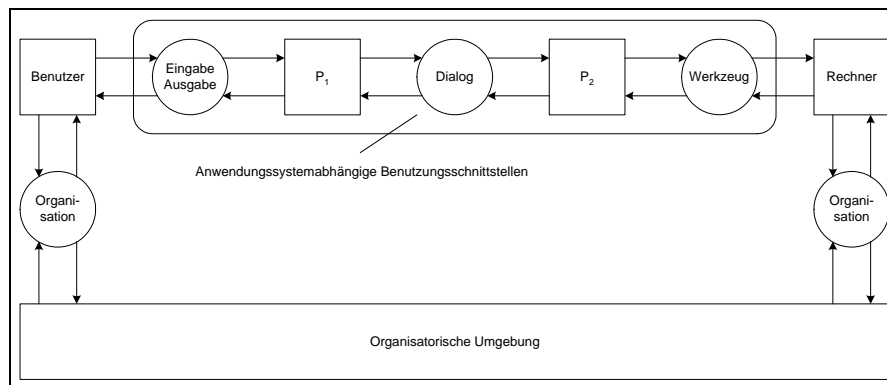 Benutzer
Eingabe
Ausgabe
P₁
Dialog
P₂
Werkzeug
Rechner
Anwendungssystemabhängige Benutzungsschnittstellen
Organi-
sation
Organi-
sation
Organisatorische Umgebung